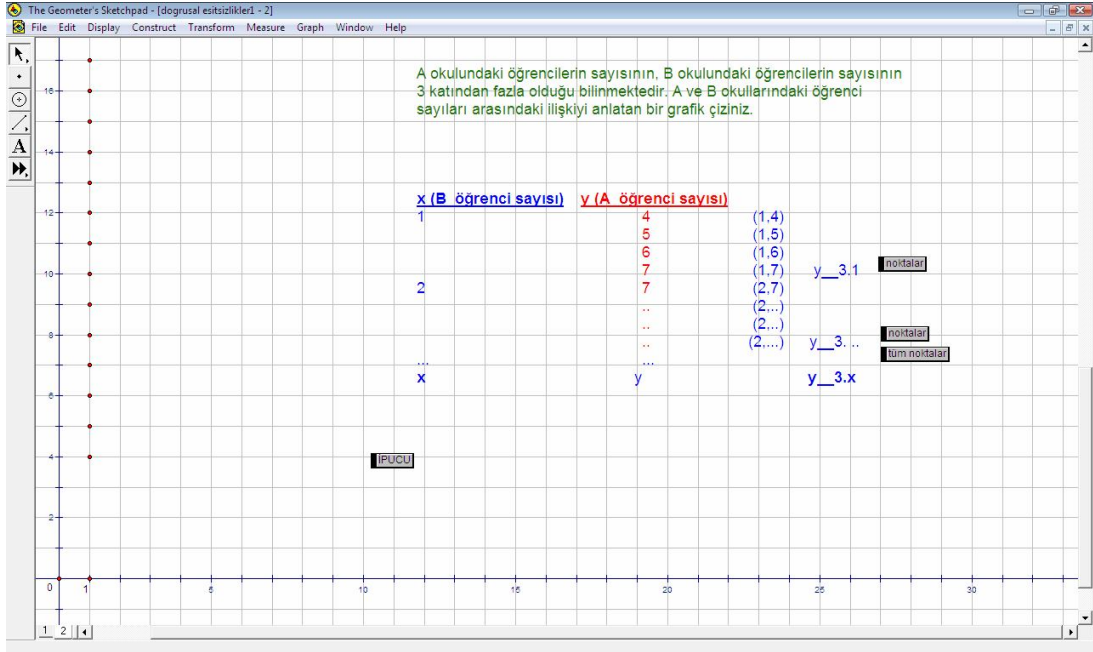 The Geometer's Sketchpad - [dogrusal esitsizlikler1 - 2]
File Edit Display Construct Transform Measure Graph Window Help
A okulundaki öğrencilerin sayısının, B okulundaki öğrencilerin sayısının
3 katından fazla olduğu bilinmektedir. A ve B okullarındaki öğrenci
sayıları arasındaki ilişkiyi anlatan bir grafik çiziniz.
x (B öğrenci sayısı) y (A öğrenci sayısı)
1 4 (1,4)
5 (1,5)
6 (1,6)
7 (1,7) y__3.1 noktalar
2 7 (2,7)
.. (2,..)
.. (2,..)
.. (2,...) y__3. .. noktalar
tüm noktalar
... ...
x y y__3.x
İPUCU
16
14
12
10
8
6
4
2
0 1 5 10 15 20 25 30
A
1 2